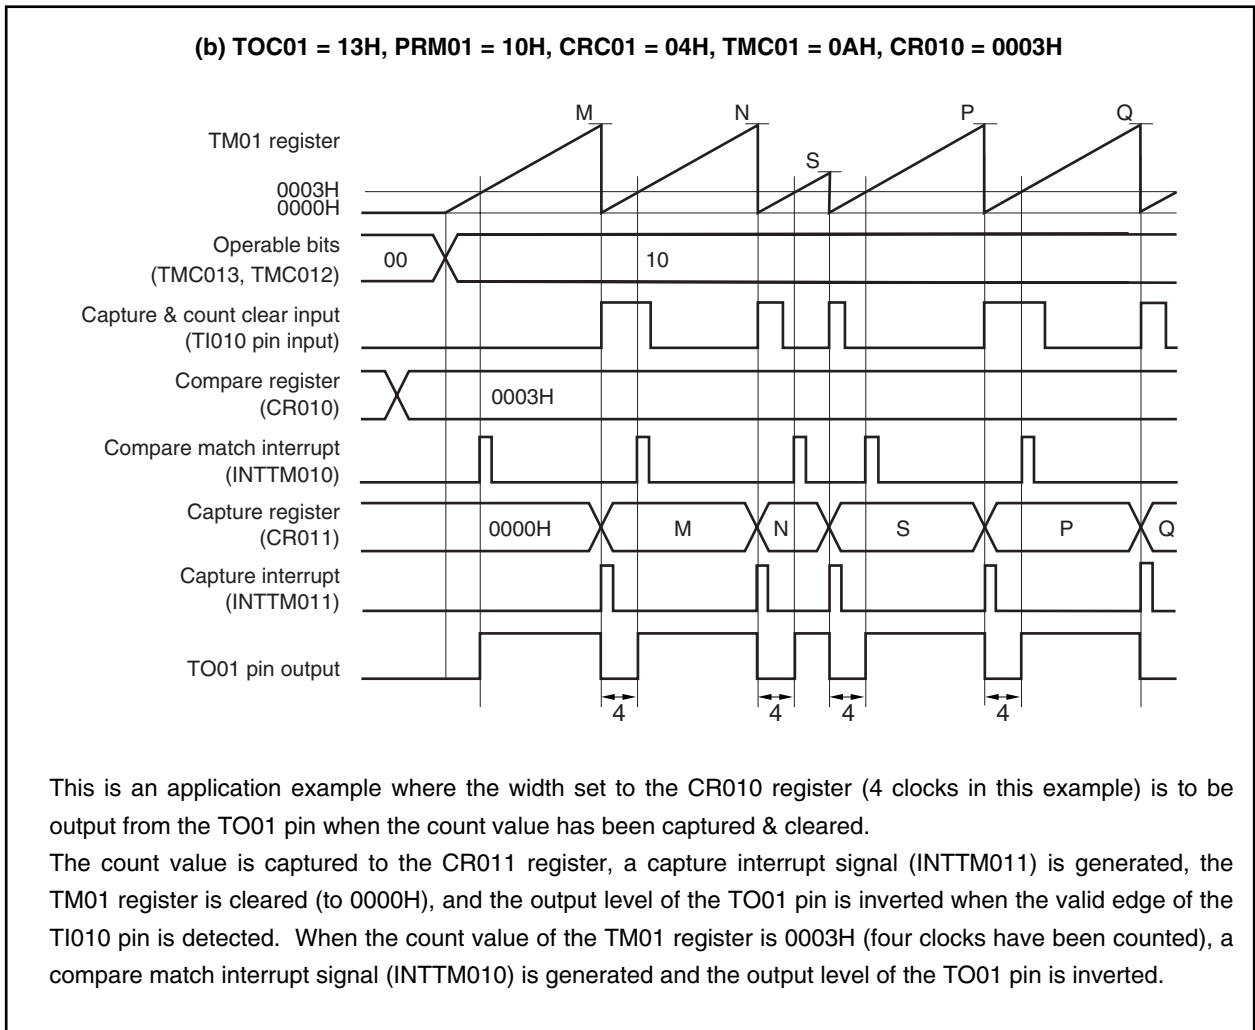 (b) TOC01 = 13H, PRM01 = 10H, CRC01 = 04H, TMC01 = 0AH, CR010 = 0003H
M
N
S
P
Q
TM01 register
0003H
0000H
Operable bits
(TMC013, TMC012)
00
10
Capture & count clear input
(TI010 pin input)
Compare register
(CR010)
0003H
Compare match interrupt
(INTTM010)
Capture register
(CR011)
0000H
M
N
S
P
Q
Capture interrupt
(INTTM011)
TO01 pin output
4
4
4
4
This is an application example where the width set to the CR010 register (4 clocks in this example) is to be
output from the TO01 pin when the count value has been captured & cleared.
The count value is captured to the CR011 register, a capture interrupt signal (INTTM011) is generated, the
TM01 register is cleared (to 0000H), and the output level of the TO01 pin is inverted when the valid edge of the
TI010 pin is detected.  When the count value of the TM01 register is 0003H (four clocks have been counted), a
compare match interrupt signal (INTTM010) is generated and the output level of the TO01 pin is inverted.